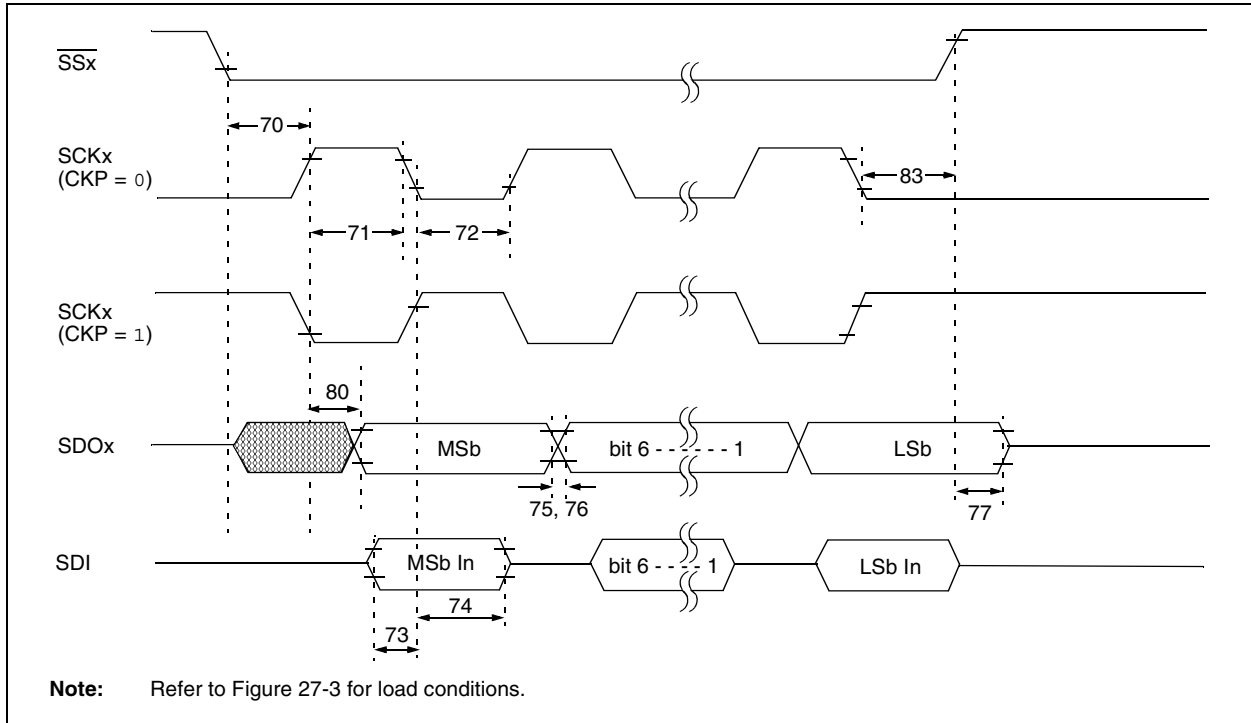 SSx
70
SCKx
(CKP = 0)
83
71
72
SCKx
(CKP = 1)
80
SDOx
MSb
bit 6 - - - - - - 1
LSb
75, 76
77
SDI
MSb In
bit 6 - - - - 1
LSb In
74
73
Note: Refer to Figure 27-3 for load conditions.